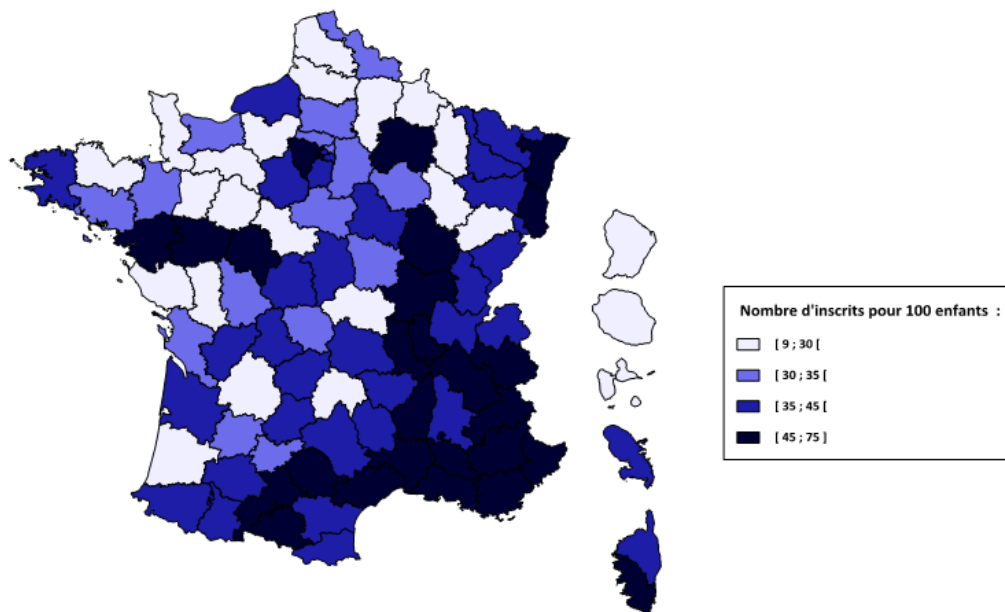 Nombre d'inscrits pour 100 enfants :
[ 9 ; 30 [
[ 30 ; 35 [
[ 35 ; 45 [
[ 45 ; 75 ]